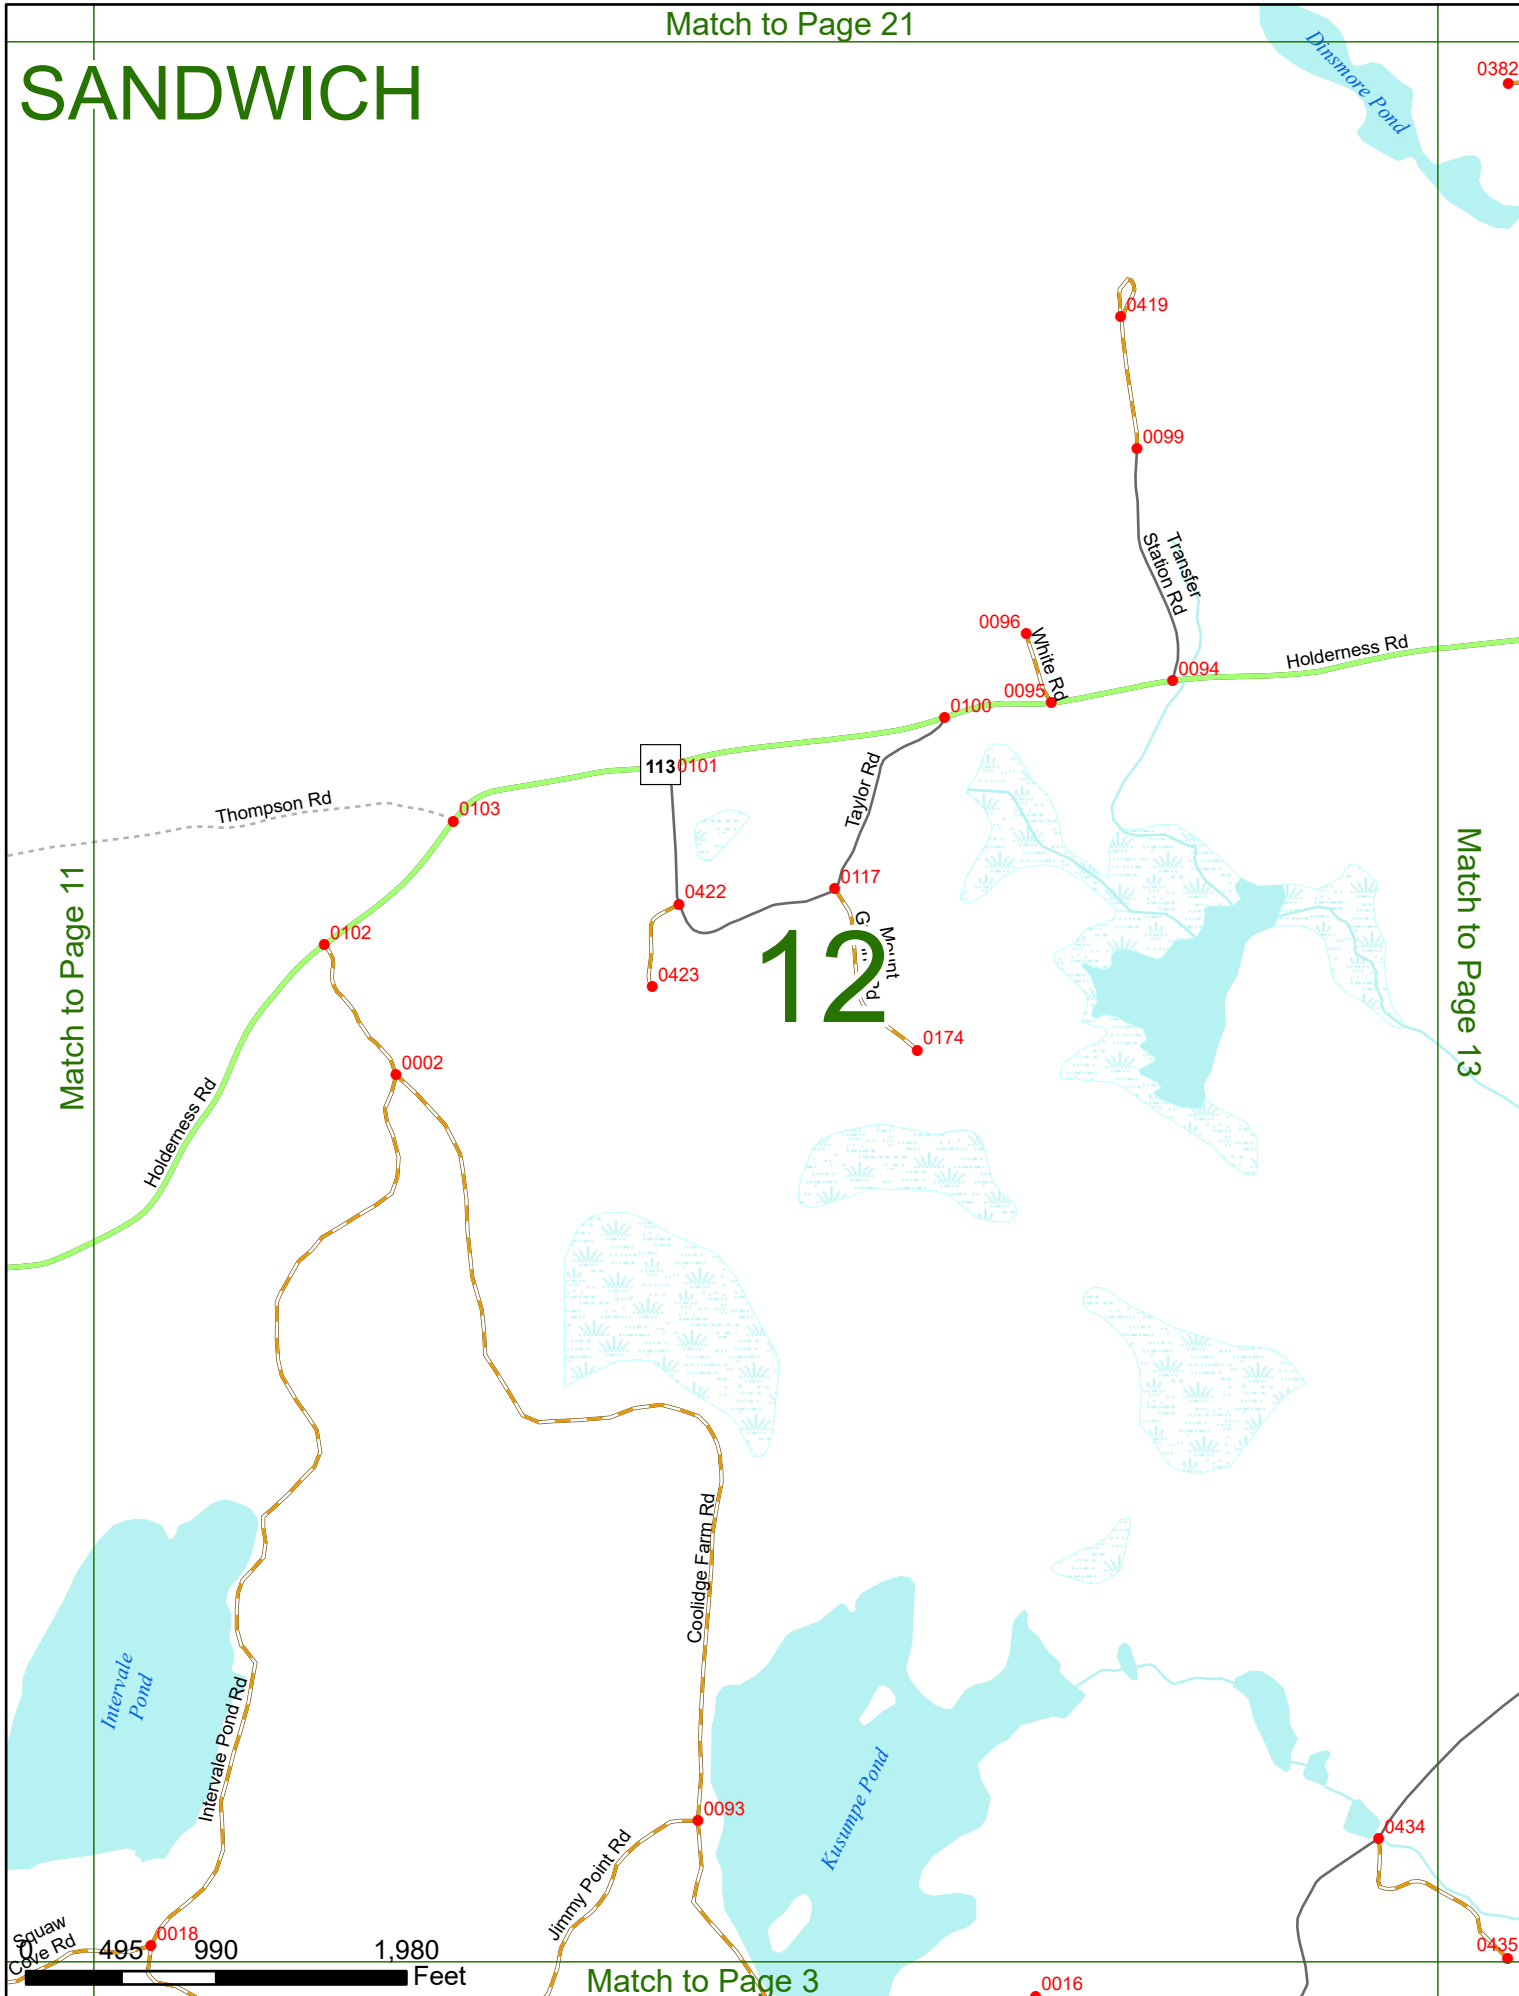 Match to Page 21
SANDWICH
Dinsmore Pond
0382
0419
0099
Transfer
Station Rd
0096
White Rd
0095
0094
Holderness Rd
0100
113
0101
Taylor Rd
Thompson Rd
0103
Match to Page 11
Match to Page 13
0117
0422
Mount
12
0102
0423
0174
0002
Holderness Rd
Coolidge Farm Rd
Intervale
Pond
Intervale Pond Rd
Kusumpe Pond
0093
Jimmy Point Rd
0434
0018
Squaw
Cove Rd
0 495 990 1,980
Feet
0435
Match to Page 3
0016